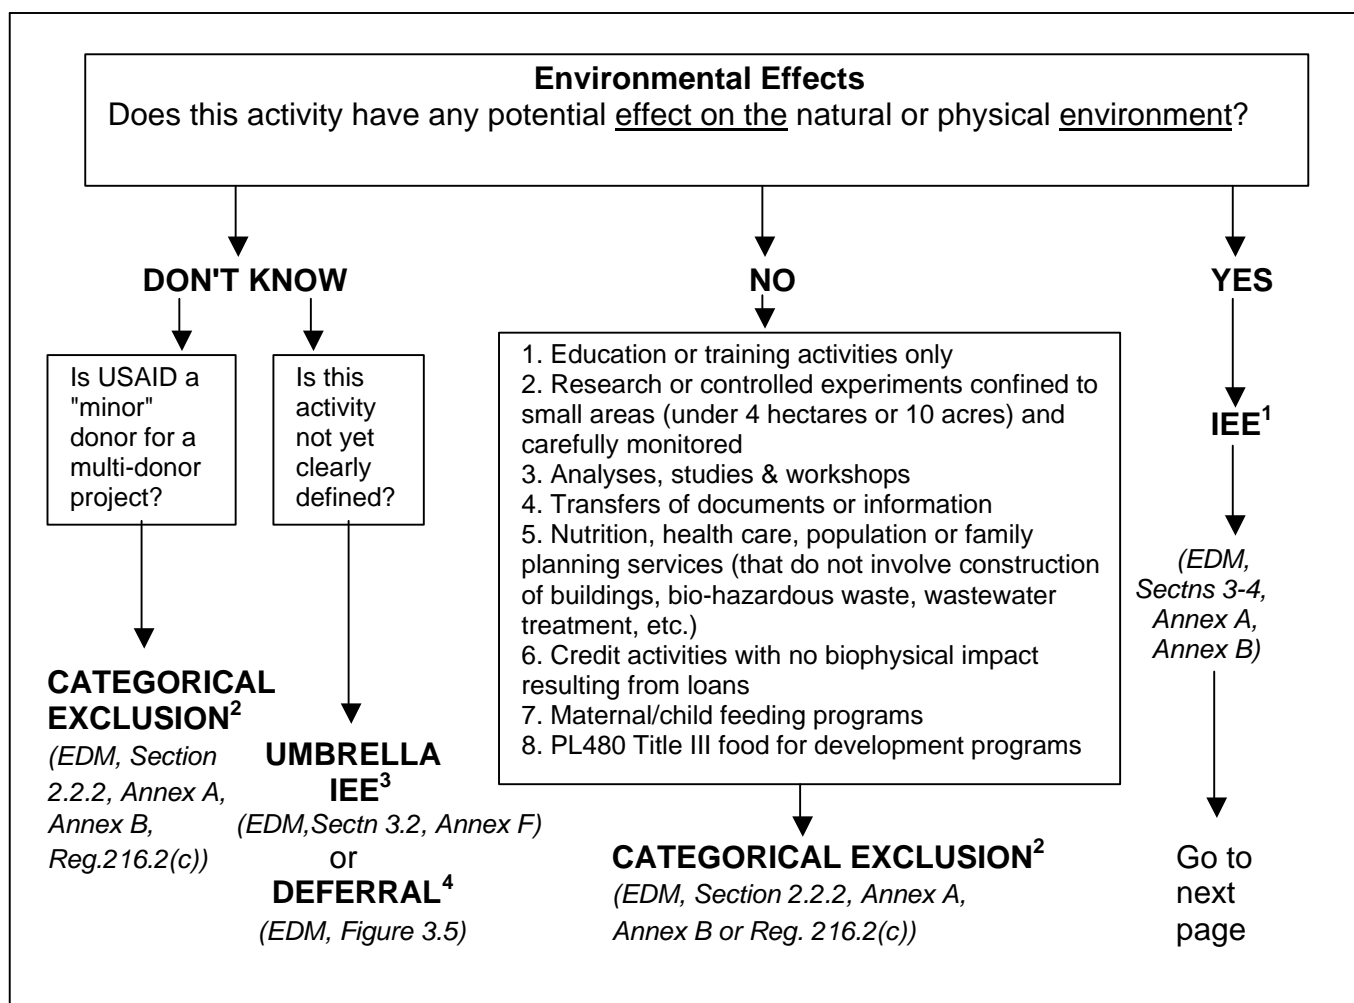 Environmental Effects
Does this activity have any potential effect on the natural or physical environment?
DON'T KNOW
NO
YES
Is USAID a
"minor"
donor for a
multi-donor
project?
Is this
activity
not yet
clearly
defined?
1. Education or training activities only
2. Research or controlled experiments confined to
small areas (under 4 hectares or 10 acres) and
carefully monitored
3. Analyses, studies & workshops
4. Transfers of documents or information
5. Nutrition, health care, population or family
planning services (that do not involve construction
of buildings, bio-hazardous waste, wastewater
treatment, etc.)
6. Credit activities with no biophysical impact
resulting from loans
7. Maternal/child feeding programs
8. PL480 Title III food for development programs
IEE1
(EDM,
Sectns 3-4,
Annex A,
Annex B)
CATEGORICAL
EXCLUSION2
(EDM, Section
2.2.2, Annex A,
Annex B,
Reg.216.2(c))
UMBRELLA
IEE3
(EDM,Sectn 3.2, Annex F)
or
DEFERRAL4
(EDM, Figure 3.5)
CATEGORICAL EXCLUSION2
(EDM, Section 2.2.2, Annex A,
Annex B or Reg. 216.2(c))
Go to
next
page